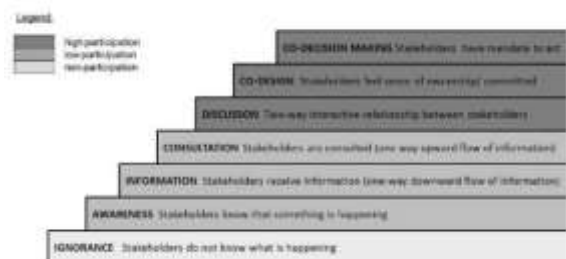 Legend:
high participation
low participation
non-participation
CO-DECISION MAKING Stakeholders have mandate to act
CO-DESIGN Stakeholders feel sense of ownership/ committed
DISCUSSION Two-way interactive relationship between stakeholders
CONSULTATION Stakeholders are consulted (one way upward flow of information)
INFORMATION Stakeholders receive information (one-way downward flow of information)
AWARENESS Stakeholders know that something is happening
IGNORANCE Stakeholders do not know what is happening